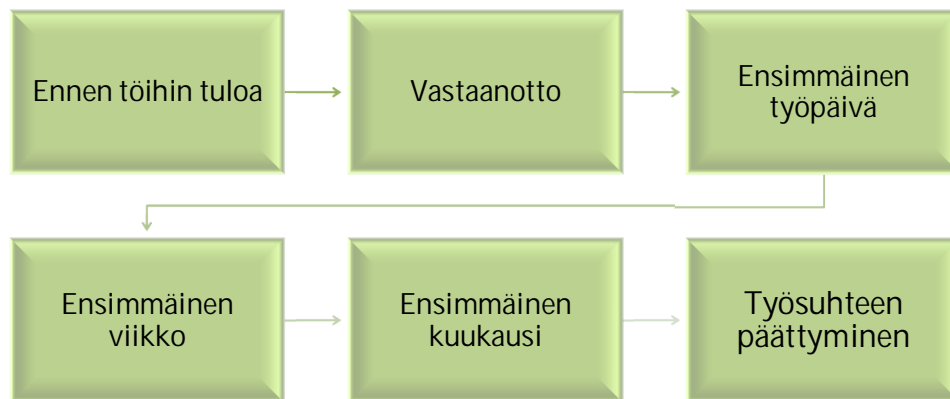 Ennen töihin tuloa
Vastaanotto
Ensimmäinen
työpäivä
Ensimmäinen
viikko
Ensimmäinen
kuukausi
Työsuhteen
päättyminen